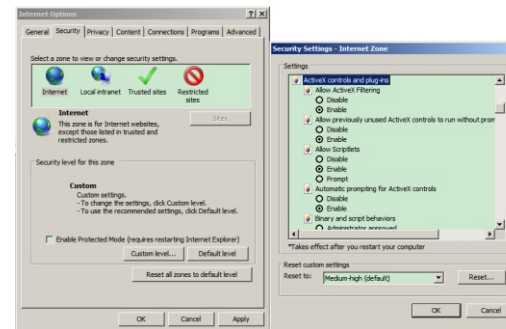 Internet Options
General Security Privacy Content Connections Programs Advanced
Select a zone to view or change security settings.
Internet Local intranet Trusted sites Restricted sites
Internet
Sites
This zone is for Internet websites,
except those listed in trusted and
restricted zones.
Security level for this zone
Custom
Custom settings.
- To change the settings, click Custom level.
- To use the recommended settings, click Default level.
Enable Protected Mode (requires restarting Internet Explorer)
Custom level... Default level
Reset all zones to default level
OK Cancel Apply
Security Settings - Internet Zone
Settings
ActiveX controls and plug-ins
Allow ActiveX Filtering
Disable
Enable
Allow previously unused ActiveX controls to run without prom
Disable
Enable
Allow Scriptlets
Disable
Enable
Prompt
Automatic prompting for ActiveX controls
Disable
Enable
Binary and script behaviors
Administrator approved
*Takes effect after you restart your computer
Reset custom settings
Reset to: Medium-high (default) Reset...
OK Cancel